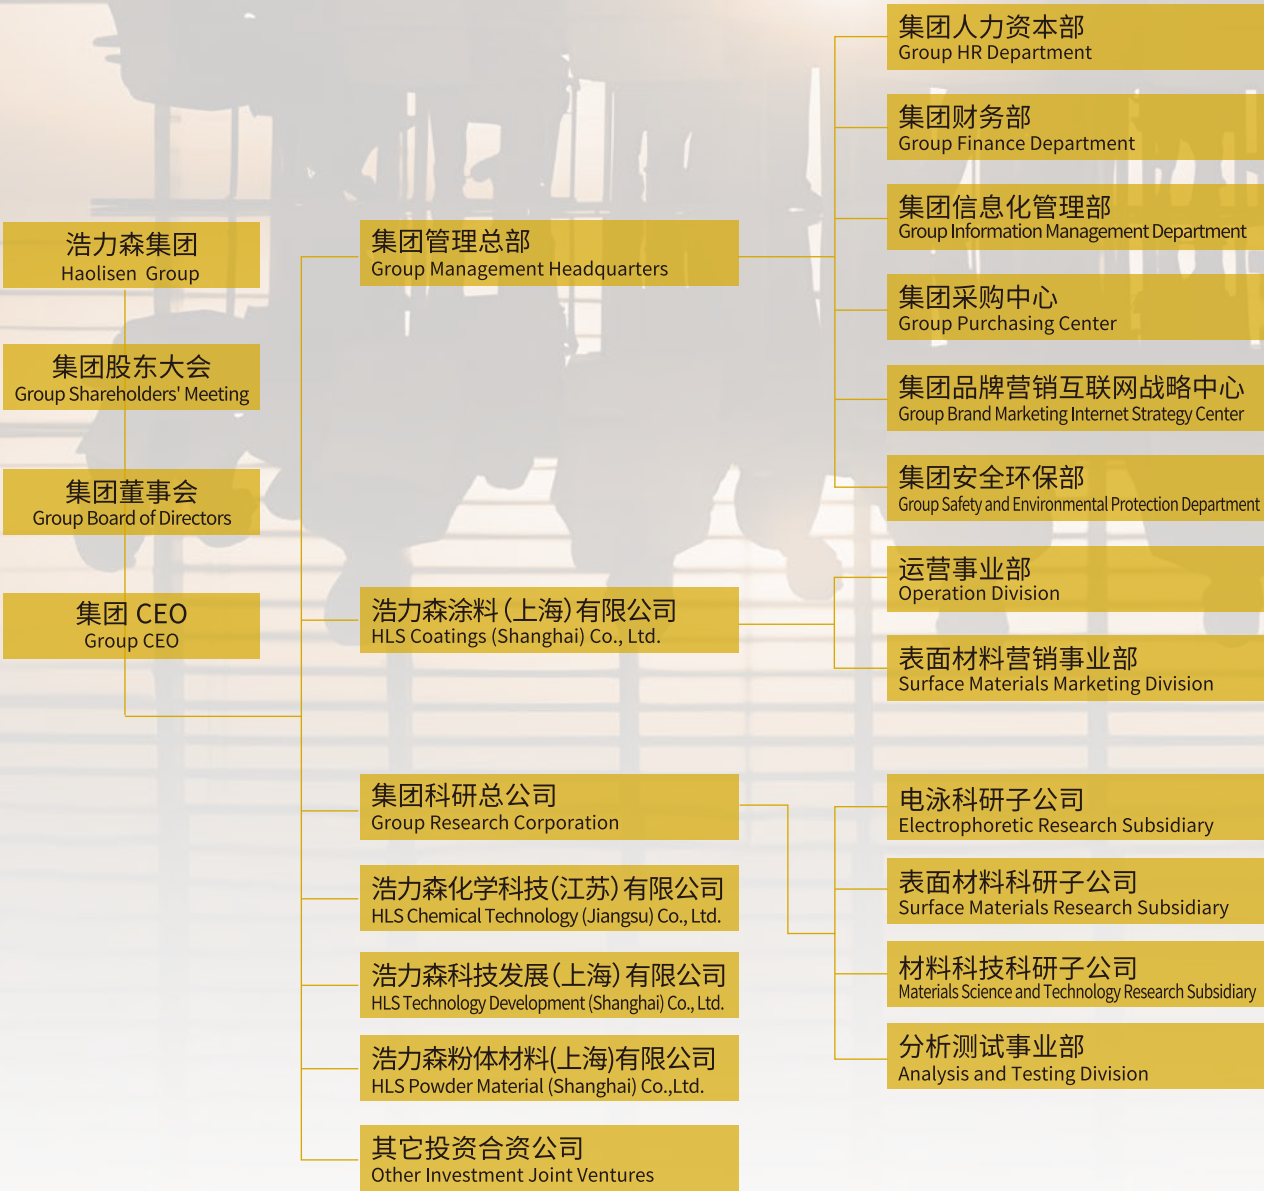 浩力森集团
Haolisen Group
集团股东大会
Group Shareholders' Meeting
集团董事会
Group Board of Directors
集团 CEO
Group CEO
集团管理总部
Group Management Headquarters
浩力森涂料（上海）有限公司
HLS Coatings (Shanghai) Co., Ltd.
集团科研总公司
Group Research Corporation
浩力森化学科技（江苏）有限公司
HLS Chemical Technology (Jiangsu) Co., Ltd.
浩力森科技发展（上海）有限公司
HLS Technology Development (Shanghai) Co., Ltd.
浩力森粉体材料(上海)有限公司
HLS Powder Material (Shanghai) Co.,Ltd.
其它投资合资公司
Other Investment Joint Ventures
集团人力资本部
Group HR Department
集团财务部
Group Finance Department
集团信息化管理部
Group Information Management Department
集团采购中心
Group Purchasing Center
集团品牌营销互联网战略中心
Group Brand Marketing Internet Strategy Center
集团安全环保部
Group Safety and Environmental Protection Department
运营事业部
Operation Division
表面材料营销事业部
Surface Materials Marketing Division
电泳科研子公司
Electrophoretic Research Subsidiary
表面材料科研子公司
Surface Materials Research Subsidiary
材料科技科研子公司
Materials Science and Technology Research Subsidiary
分析测试事业部
Analysis and Testing Division